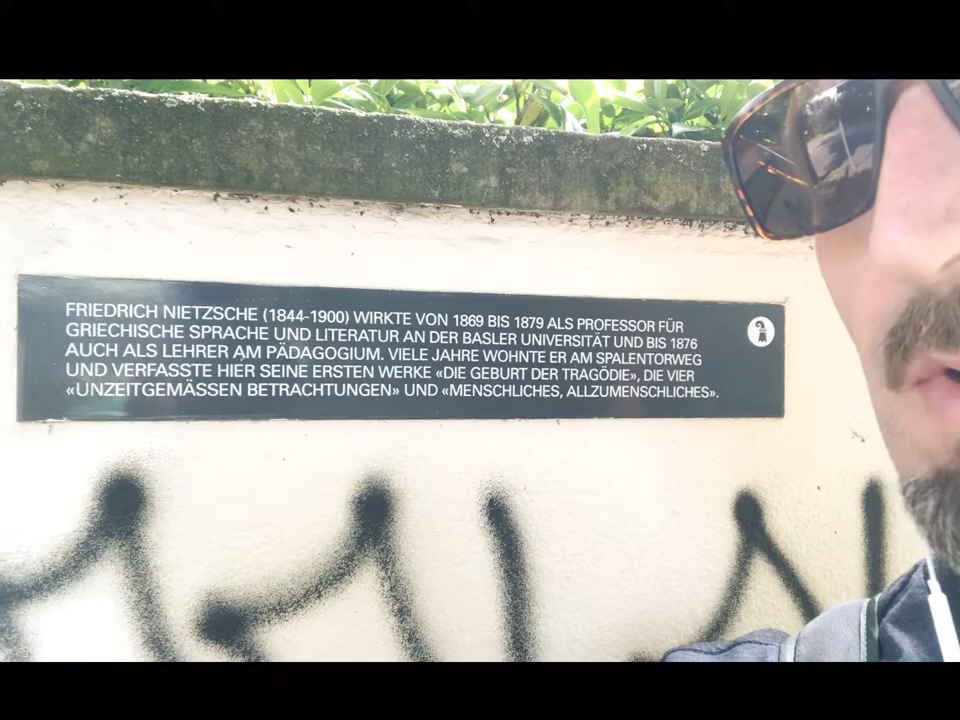 FRIEDRICH NIETZSCHE (1844-1900) WIRKTE VON 1869 BIS 1879 ALS PROFESSOR FÜR
GRIECHISCHE SPRACHE UND LITERATUR AN DER BASLER UNIVERSITÄT UND BIS 1876
AUCH ALS LEHRER AM PÄDAGOGIUM. VIELE JAHRE WOHNTE ER AM SPALENTORWEG
UND VERFASSTE HIER SEINE ERSTEN WERKE «DIE GEBURT DER TRAGÖDIE», DIE VIER
«UNZEITGEMÄSSEN BETRACHTUNGEN» UND «MENSCHLICHES, ALLZUMENSCHLICHES».